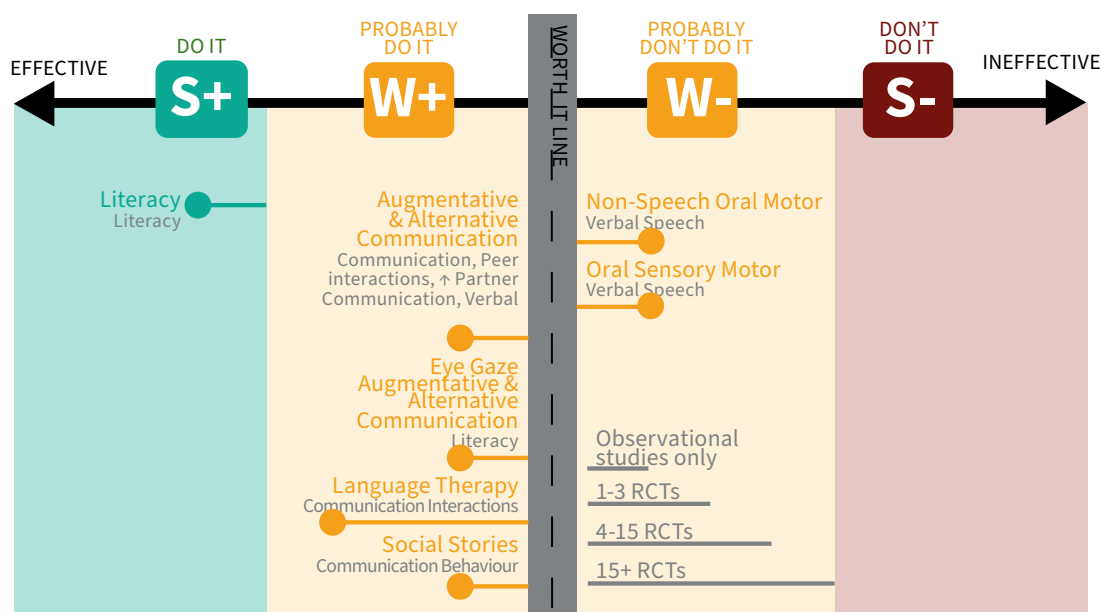 EFFECTIVE
DO IT
S+
PROBABLY
DO IT
W+
WORTH IT LINE
PROBABLY
DON'T DO IT
W-
DON'T
DO IT
S-
INEFFECTIVE
Literacy
Literacy
Augmentative
& Alternative
Communication
Communication, Peer
interactions, ↑ Partner
Communication, Verbal
Eye Gaze
Augmentative &
Alternative
Communication
Literacy
Language Therapy
Communication Interactions
Social Stories
Communication Behaviour
Non-Speech Oral Motor
Verbal Speech
Oral Sensory Motor
Verbal Speech
Observational
studies only
1-3 RCTs
4-15 RCTs
15+ RCTs